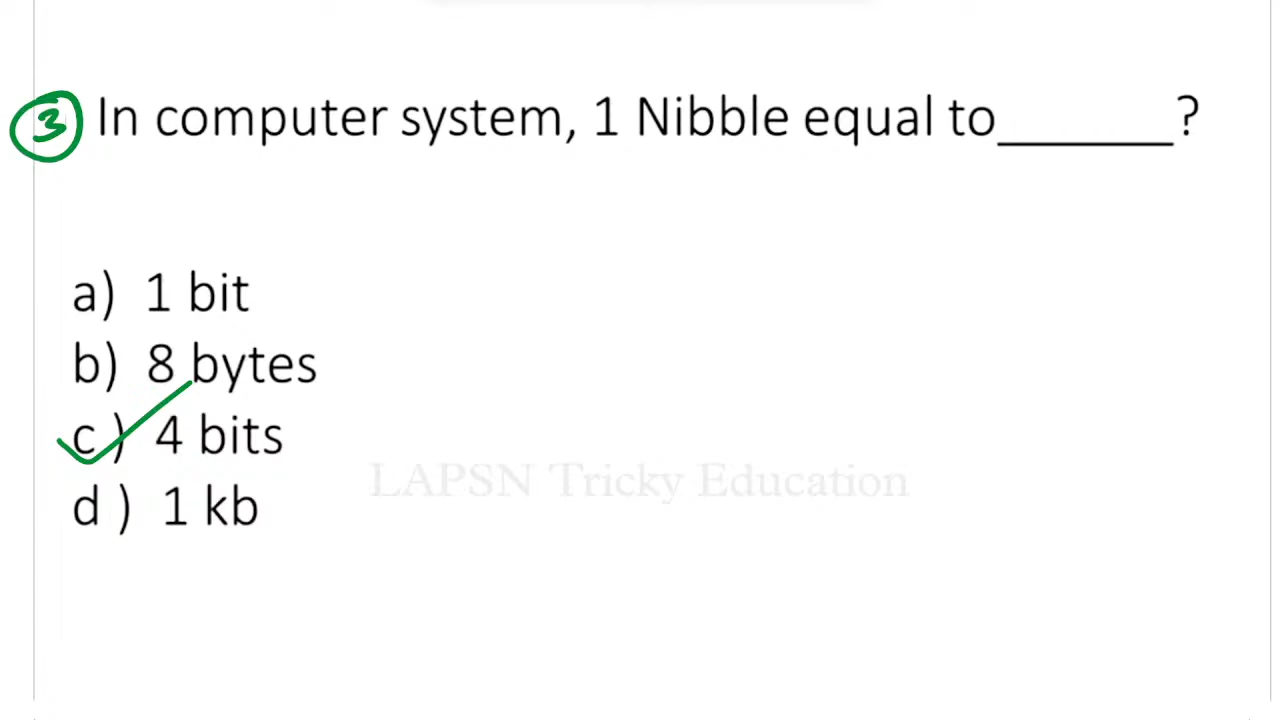 3 In computer system, 1 Nibble equal to_______?
a) 1 bit
b) 8 bytes
c ) 4 bits
LAPSN Tricky Education
d ) 1 kb